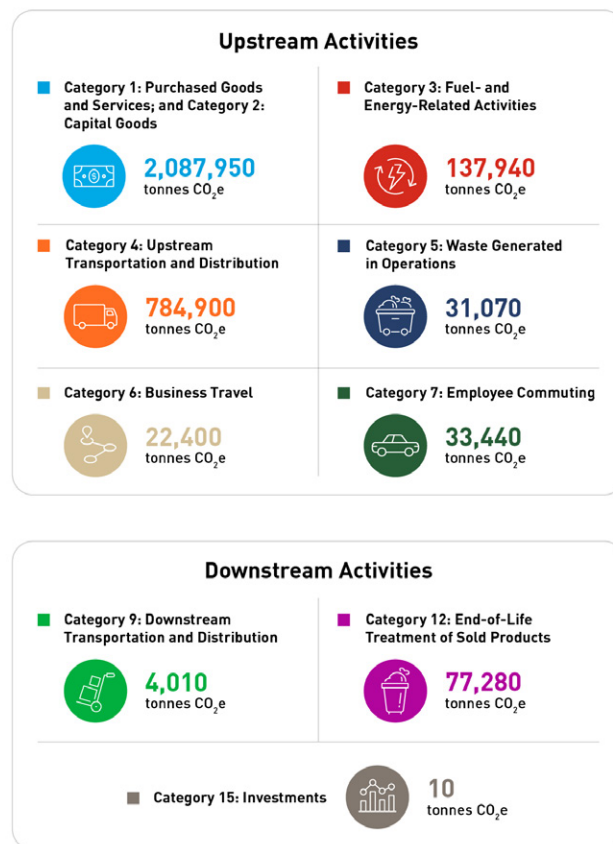 Upstream Activities
Category 1: Purchased Goods
and Services; and Category 2:
Capital Goods
2,087,950
tonnes CO₂e
Category 3: Fuel- and
Energy-Related Activities
137,940
tonnes CO₂e
Category 4: Upstream
Transportation and Distribution
784,900
tonnes CO₂e
Category 5: Waste Generated
in Operations
31,070
tonnes CO₂e
Category 6: Business Travel
22,400
tonnes CO₂e
Category 7: Employee Commuting
33,440
tonnes CO₂e
Downstream Activities
Category 9: Downstream
Transportation and Distribution
4,010
tonnes CO₂e
Category 12: End-of-Life
Treatment of Sold Products
77,280
tonnes CO₂e
Category 15: Investments
10
tonnes CO₂e